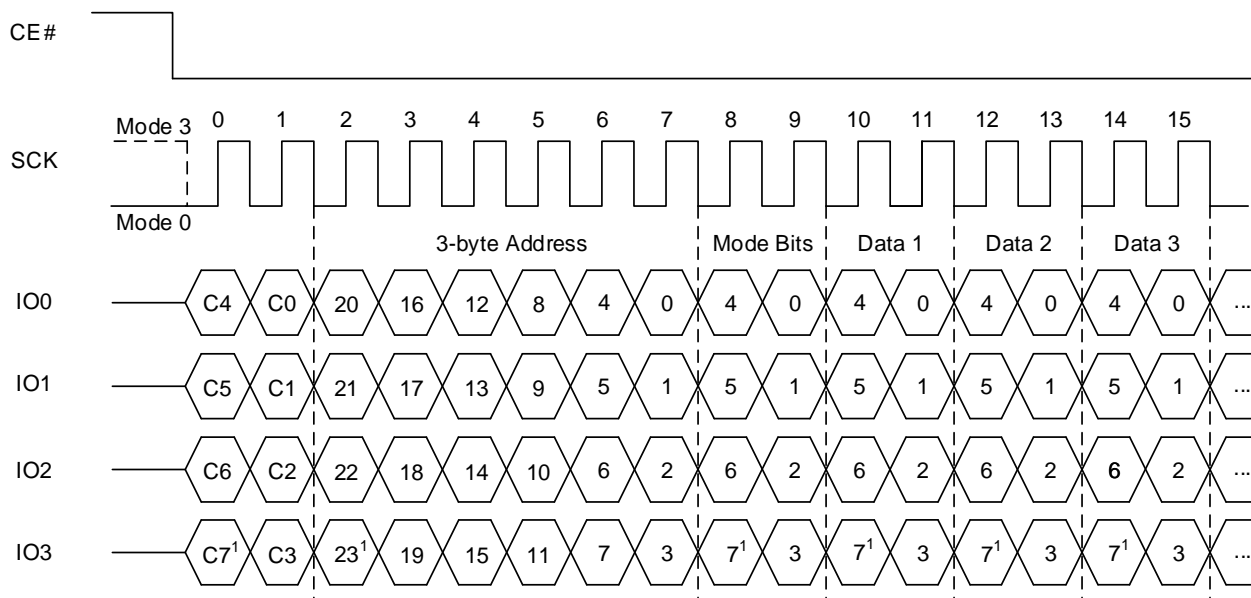 CE#
Mode 3 0 1 2 3 4 5 6 7 8 9 10 11 12 13 14 15
SCK
Mode 0
3-byte Address Mode Bits Data 1 Data 2 Data 3
IO0 C4 C0 20 16 12 8 4 0 4 0 4 0 4 0 4 0 ...
IO1 C5 C1 21 17 13 9 5 1 5 1 5 1 5 1 5 1 ...
IO2 C6 C2 22 18 14 10 6 2 6 2 6 2 6 2 6 2 ...
IO3 C7¹ C3 23¹ 19 15 11 7 3 7¹ 3 7¹ 3 7¹ 3 7¹ 3 ...